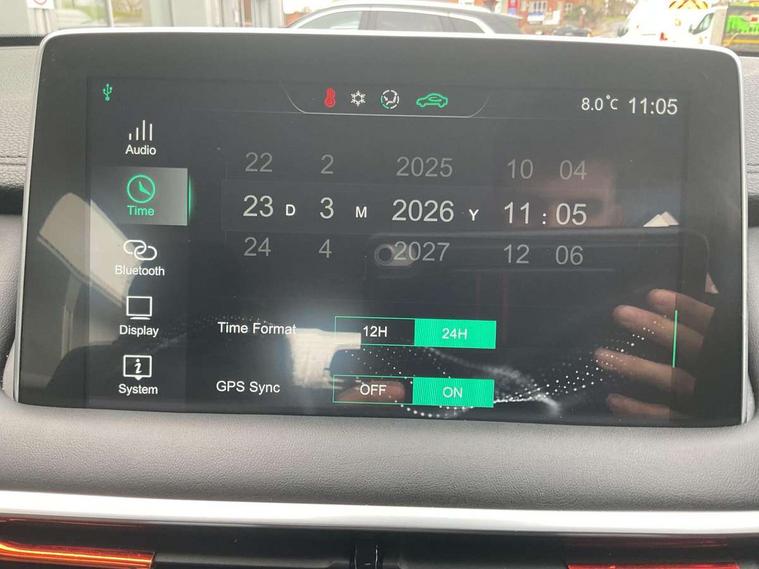 8.0°C 11:05
Audio
22 2 2025 10 04
Time
23 D 3 M 2026 Y 11 : 05
24 4 2027 12 06
Bluetooth
Display
Time Format 12H 24H
System
GPS Sync OFF ON